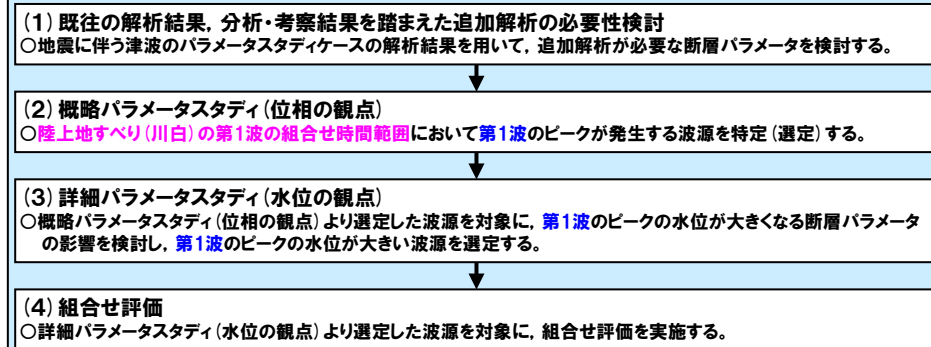 (1)既往の解析結果,分析・考察結果を踏まえた追加解析の必要性検討
○地震に伴う津波のパラメータスタディケースの解析結果を用いて,追加解析が必要な断層パラメータを検討する。
(2)概略パラメータスタディ(位相の観点)
○陸上地すべり(川白)の第1波の組合せ時間範囲において第1波のピークが発生する波源を特定(選定)する。
(3)詳細パラメータスタディ(水位の観点)
○概略パラメータスタディ(位相の観点)より選定した波源を対象に,第1波のピークの水位が大きくなる断層パラメータ
の影響を検討し,第1波のピークの水位が大きい波源を選定する。
(4)組合せ評価
○詳細パラメータスタディ(水位の観点)より選定した波源を対象に,組合せ評価を実施する。